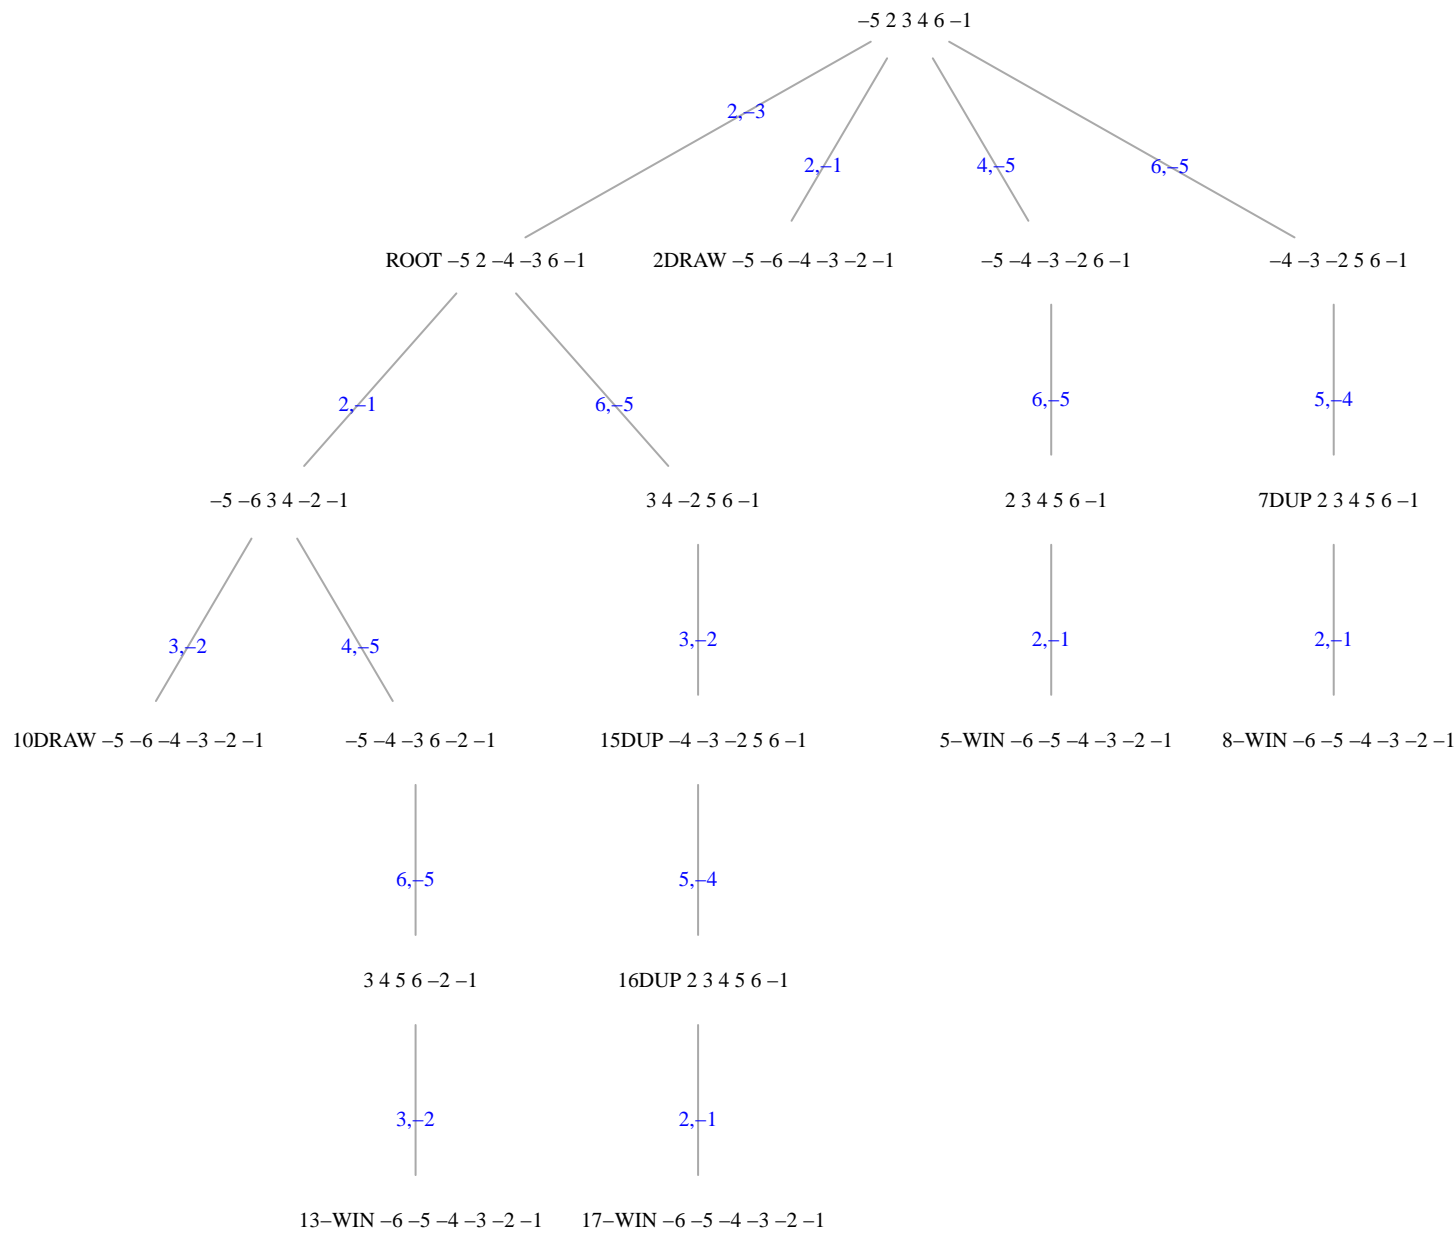 –5 2 3 4 6 –1
2,–3
2,–1
4,–5
6,–5
ROOT –5 2 –4 –3 6 –1
2DRAW –5 –6 –4 –3 –2 –1
–5 –4 –3 –2 6 –1
–4 –3 –2 5 6 –1
2,–1
6,–5
6,–5
5,–4
–5 –6 3 4 –2 –1
3 4 –2 5 6 –1
2 3 4 5 6 –1
7DUP 2 3 4 5 6 –1
3,–2
4,–5
3,–2
2,–1
2,–1
10DRAW –5 –6 –4 –3 –2 –1
–5 –4 –3 6 –2 –1
15DUP –4 –3 –2 5 6 –1
5–WIN –6 –5 –4 –3 –2 –1
8–WIN –6 –5 –4 –3 –2 –1
6,–5
5,–4
3 4 5 6 –2 –1
16DUP 2 3 4 5 6 –1
3,–2
2,–1
13–WIN –6 –5 –4 –3 –2 –1
17–WIN –6 –5 –4 –3 –2 –1